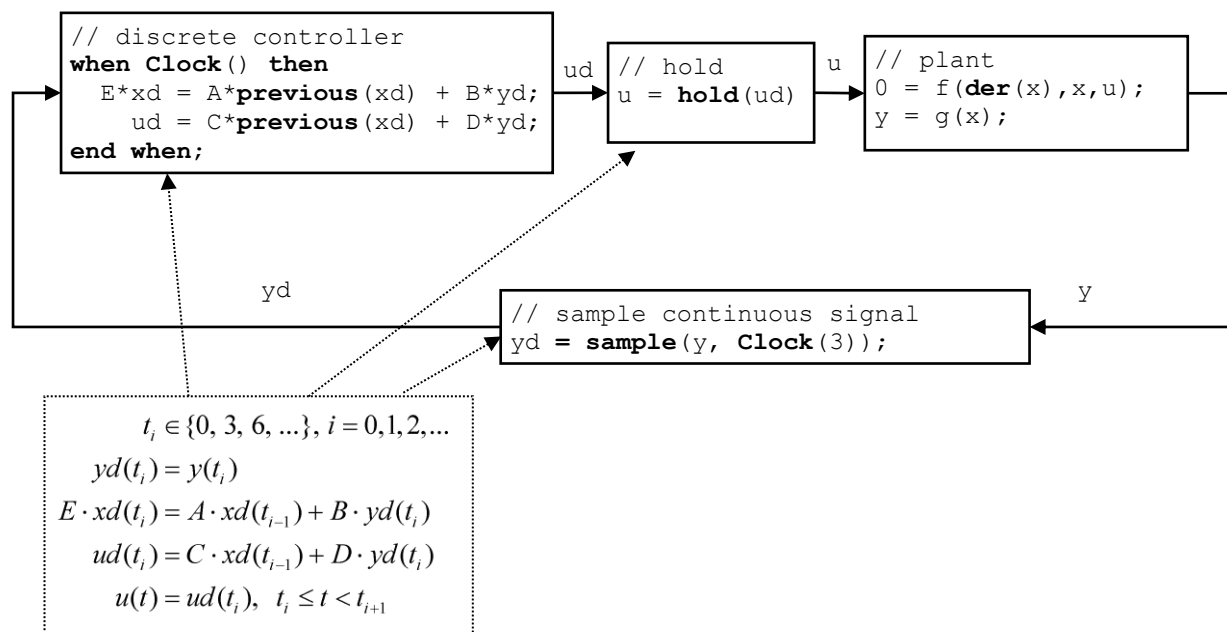 // discrete controller
when Clock() then
  E*xd = A*previous(xd) + B*yd;
    ud = C*previous(xd) + D*yd;
end when;
ud
// hold
u = hold(ud)
u
// plant
0 = f(der(x),x,u);
y = g(x);
yd
// sample continuous signal
yd = sample(y, Clock(3));
y
t_i ∈ {0, 3, 6, ...}, i = 0,1,2,...
yd(t_i) = y(t_i)
E · xd(t_i) = A · xd(t_{i-1}) + B · yd(t_i)
ud(t_i) = C · xd(t_{i-1}) + D · yd(t_i)
u(t) = ud(t_i), t_i ≤ t < t_{i+1}